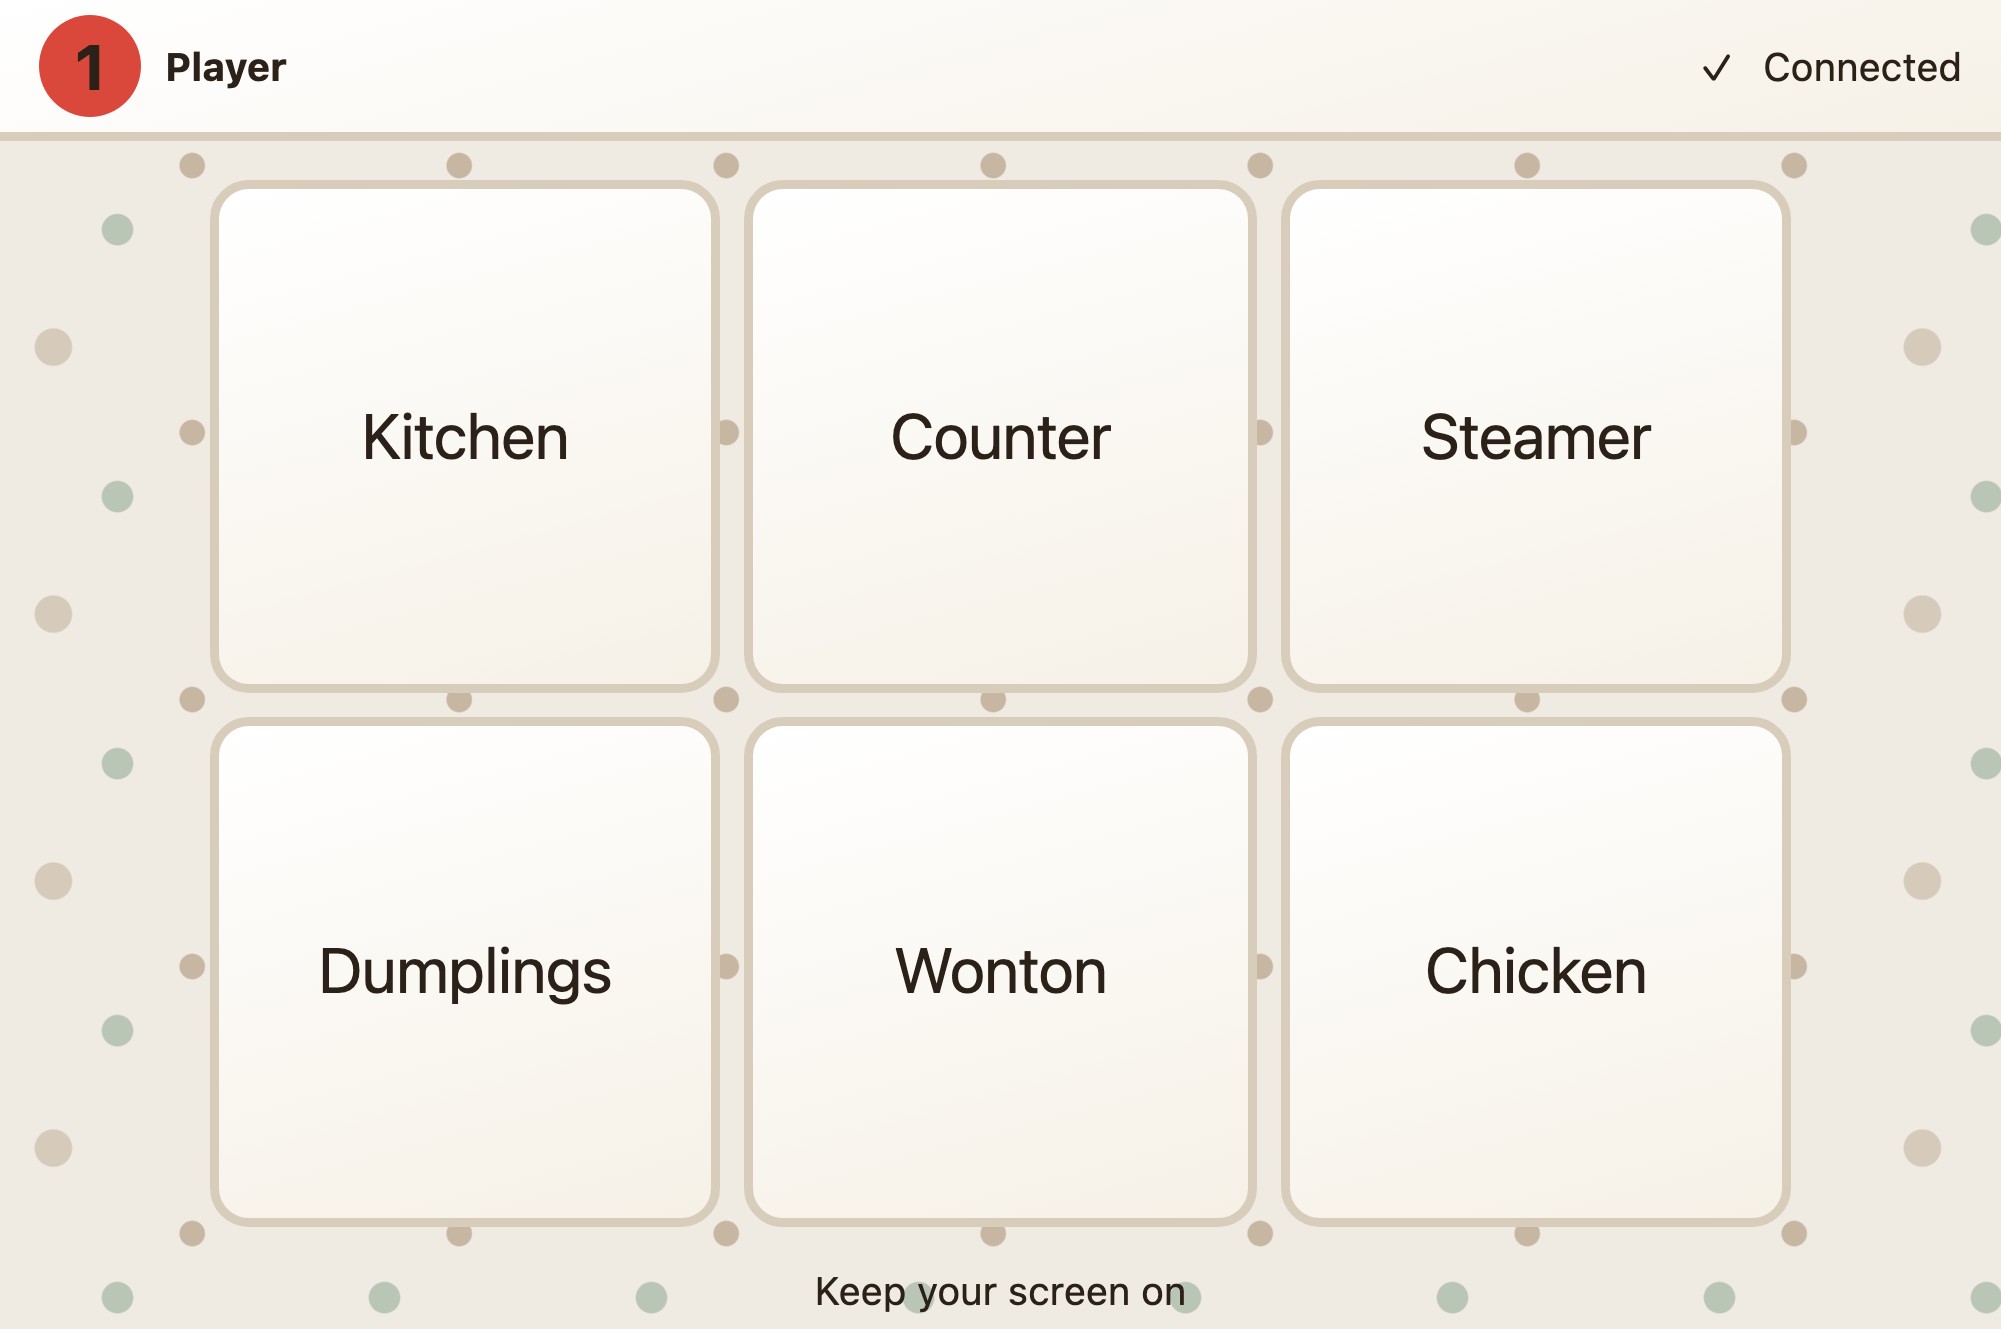 1 Player
✓ Connected
Kitchen
Counter
Steamer
Dumplings
Wonton
Chicken
Keep your screen on